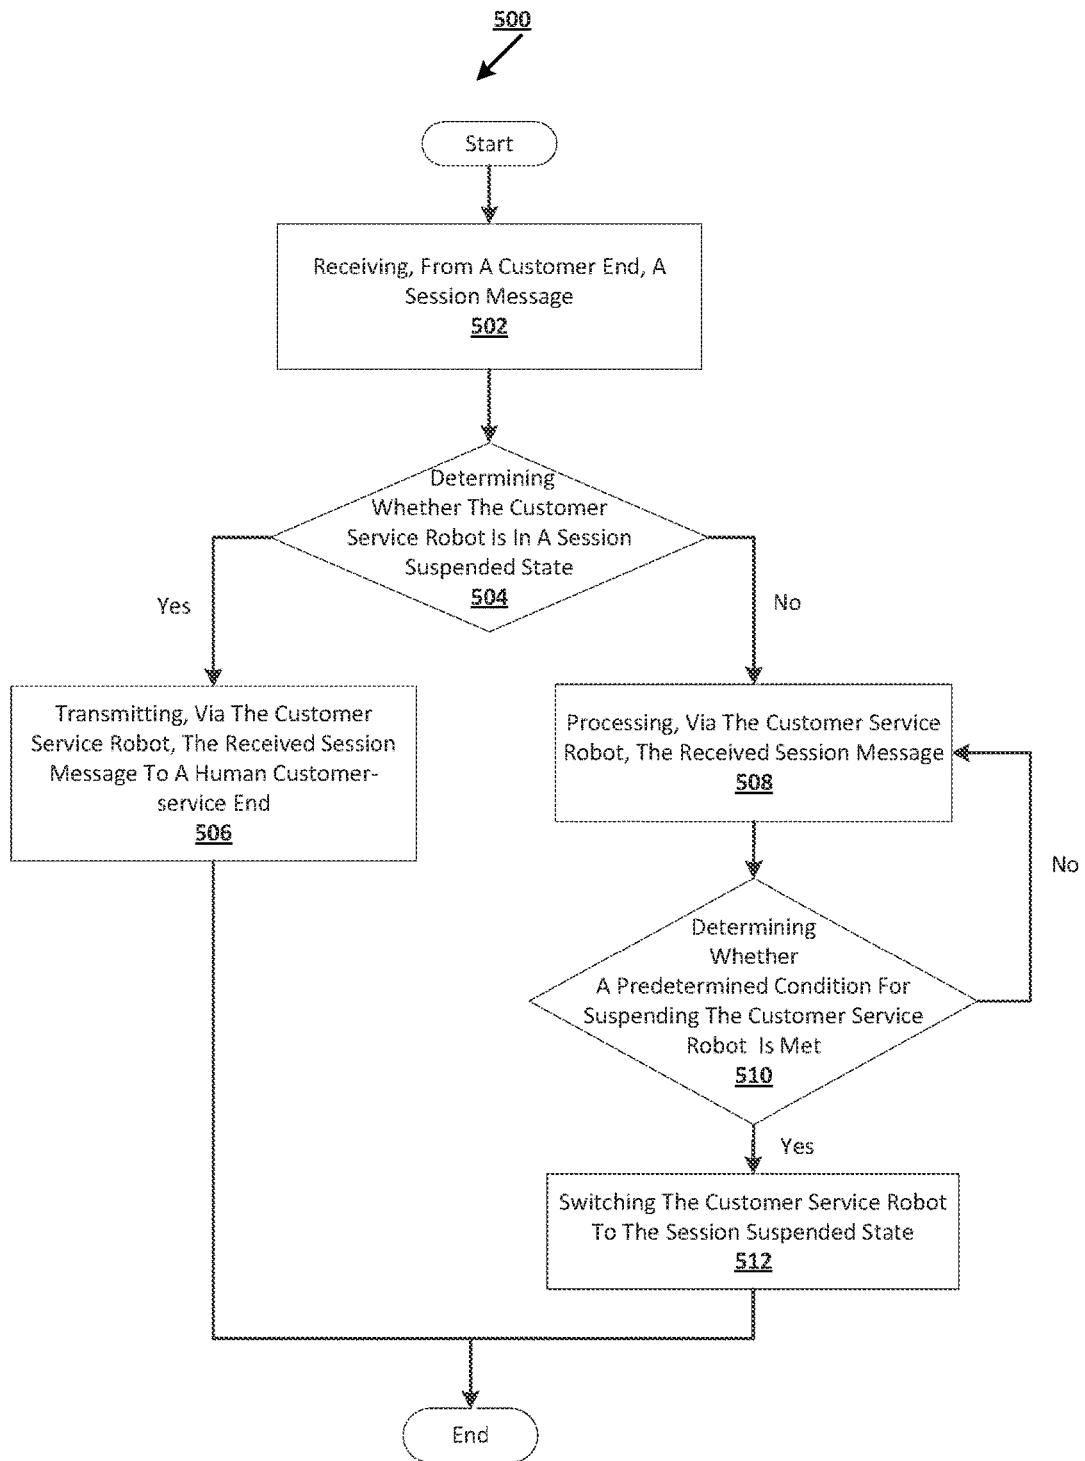 500
Start
Receiving, From A Customer End, A
Session Message
502
Determining
Whether The Customer
Service Robot Is In A Session
Suspended State
504
Yes
No
Transmitting, Via The Customer
Service Robot, The Received Session
Message To A Human Customer-
service End
506
Processing, Via The Customer Service
Robot, The Received Session Message
508
No
Determining
Whether
A Predetermined Condition For
Suspending The Customer Service
Robot Is Met
510
Yes
Switching The Customer Service Robot
To The Session Suspended State
512
End